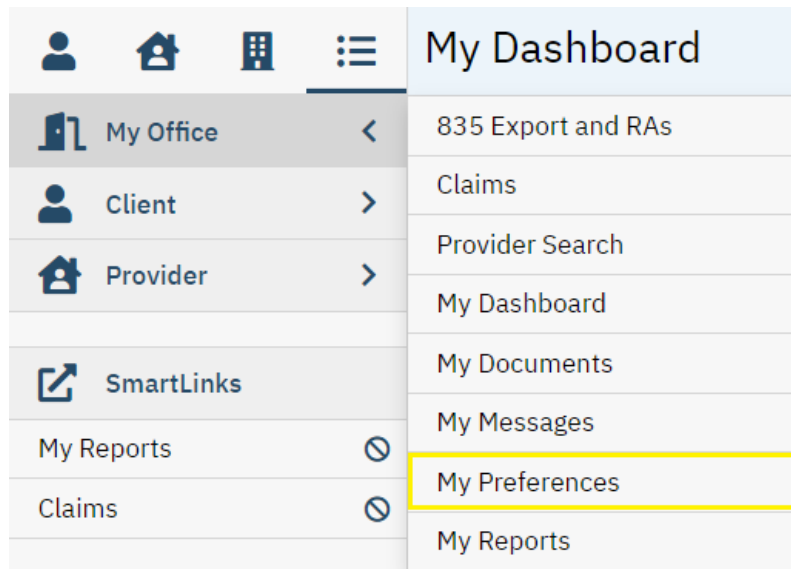 My Office
Client
Provider
SmartLinks
My Reports
Claims
My Dashboard
835 Export and RAs
Claims
Provider Search
My Dashboard
My Documents
My Messages
My Preferences
My Reports